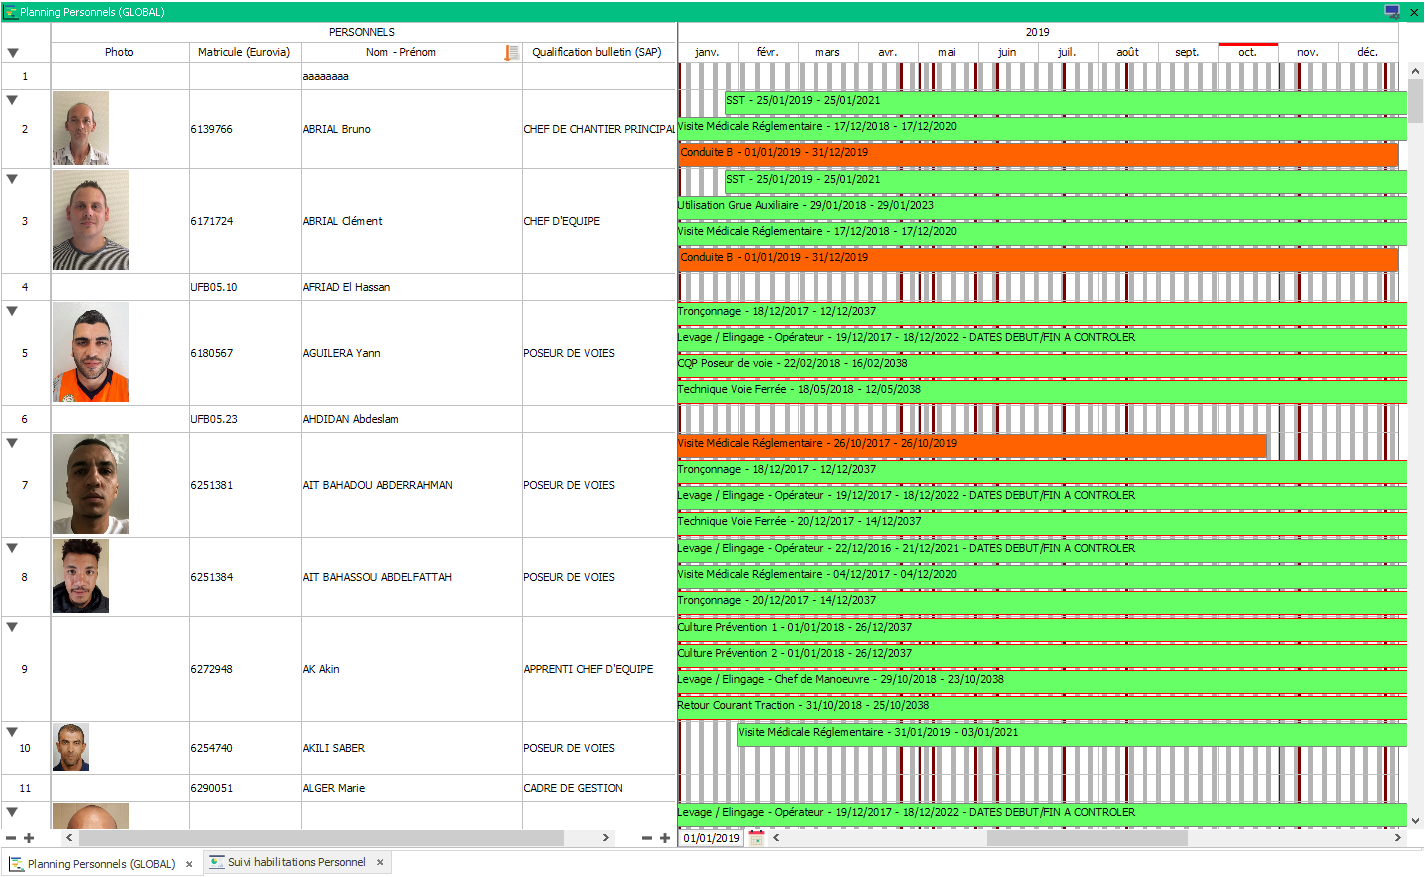 Planning Personnels (GLOBAL)
PERSONNELS
2019
Photo
Matricule (Eurovia)
Nom - Prénom
Qualification bulletin (SAP)
janv.
févr.
mars
avr.
mai
juin
juil.
août
sept.
oct.
nov.
déc.
1
aaaaaaaa
2
6139766
ABRIAL Bruno
CHEF DE CHANTIER PRINCIPAL
SST - 25/01/2019 - 25/01/2021
Visite Médicale Réglementaire - 17/12/2018 - 17/12/2020
Conduite B - 01/01/2019 - 31/12/2019
3
6171724
ABRIAL Clément
CHEF D'EQUIPE
SST - 25/01/2019 - 25/01/2021
Utilisation Grue Auxiliaire - 29/01/2018 - 29/01/2023
Visite Médicale Réglementaire - 17/12/2018 - 17/12/2020
Conduite B - 01/01/2019 - 31/12/2019
4
UFB05.10
AFRIAD El Hassan
5
6180567
AGUILERA Yann
POSEUR DE VOIES
Tronçonnage - 18/12/2017 - 12/12/2037
Levage / Elingage - Opérateur - 19/12/2017 - 18/12/2022 - DATES DEBUT/FIN A CONTROLER
CQP Poseur de voie - 22/02/2018 - 16/02/2038
Technique Voie Ferrée - 18/05/2018 - 12/05/2038
6
UFB05.23
AHDIDAN Abdeslam
7
6251381
AIT BAHADOU ABDERRAHMAN
POSEUR DE VOIES
Visite Médicale Réglementaire - 26/10/2017 - 26/10/2019
Tronçonnage - 18/12/2017 - 12/12/2037
Levage / Elingage - Opérateur - 19/12/2017 - 18/12/2022 - DATES DEBUT/FIN A CONTROLER
Technique Voie Ferrée - 20/12/2017 - 14/12/2037
8
6251384
AIT BAHASSOU ABDELFATTAH
POSEUR DE VOIES
Levage / Elingage - Opérateur - 22/12/2016 - 21/12/2021 - DATES DEBUT/FIN A CONTROLER
Visite Médicale Réglementaire - 04/12/2017 - 04/12/2020
Tronçonnage - 20/12/2017 - 14/12/2037
9
6272948
AK Akin
APPRENTI CHEF D'EQUIPE
Culture Prévention 1 - 01/01/2018 - 26/12/2037
Culture Prévention 2 - 01/01/2018 - 26/12/2037
Levage / Elingage - Chef de Manoeuvre - 29/10/2018 - 23/10/2038
Retour Courant Traction - 31/10/2018 - 25/10/2038
10
6254740
AKILI SABER
POSEUR DE VOIES
Visite Médicale Réglementaire - 31/01/2019 - 03/01/2021
11
6290051
ALGER Marie
CADRE DE GESTION
Levage / Elingage - Opérateur - 19/12/2017 - 18/12/2022 - DATES DEBUT/FIN A CONTROLER
01/01/2019
Planning Personnels (GLOBAL)
Suivi habilitations Personnel